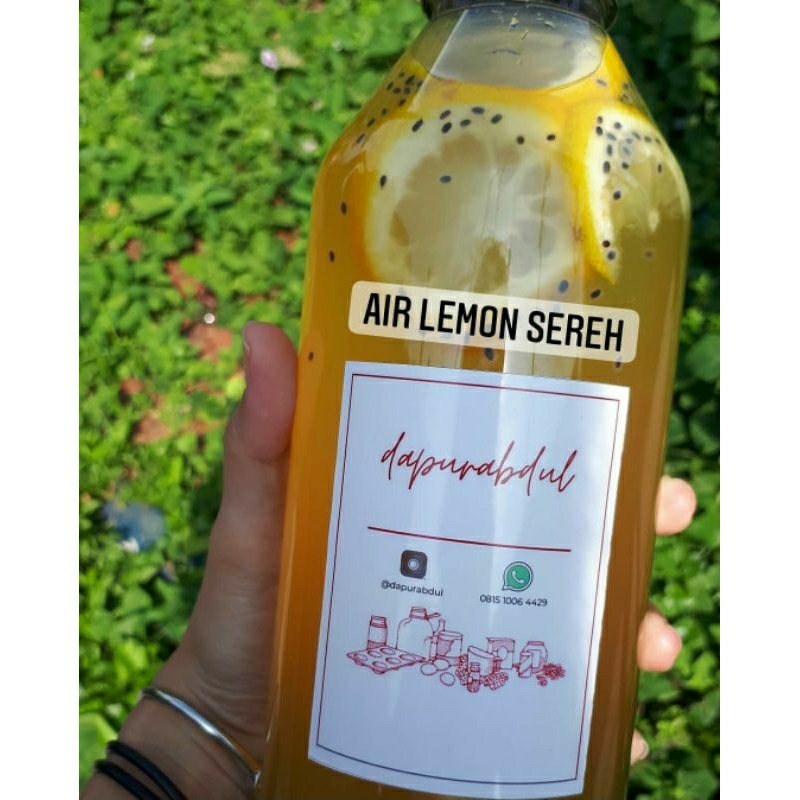 AIR LEMON SEREH
dapurabdul
@dapurabdul
0815 1006 4429